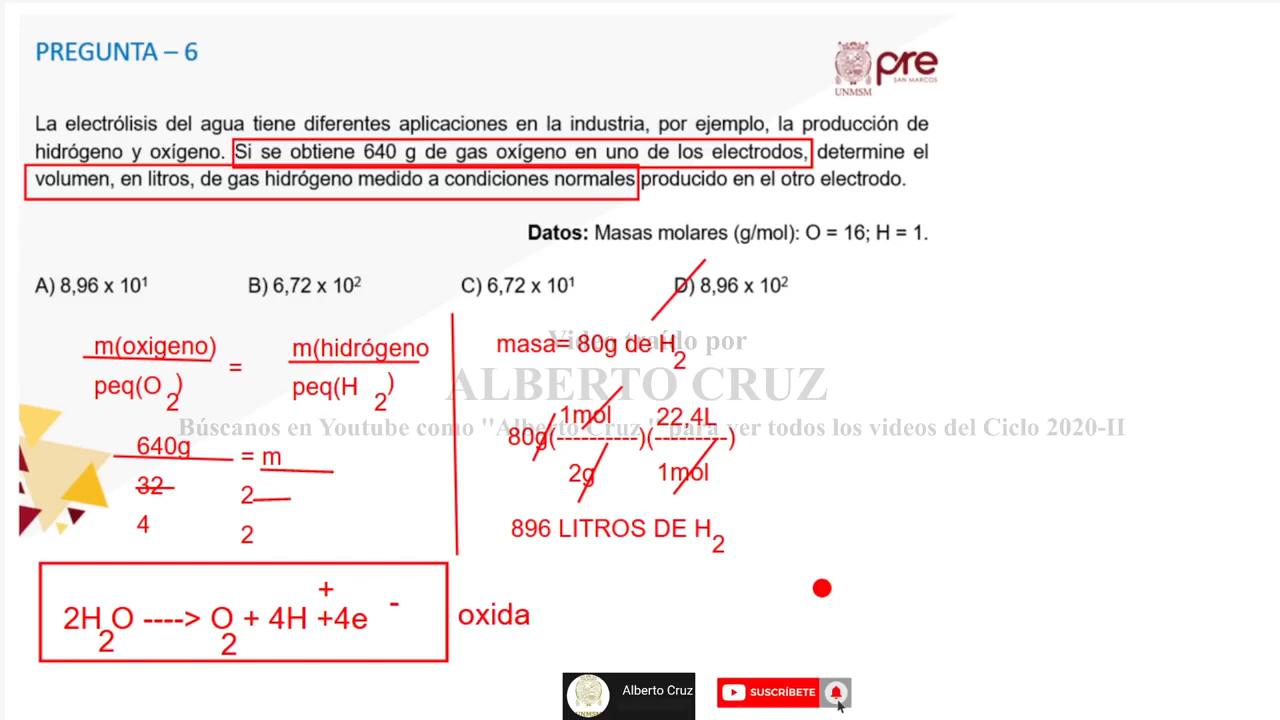 PREGUNTA – 6
pre
SAN MARCOS
UNMSM
La electrólisis del agua tiene diferentes aplicaciones en la industria, por ejemplo, la producción de
hidrógeno y oxígeno. Si se obtiene 640 g de gas oxígeno en uno de los electrodos, determine el
volumen, en litros, de gas hidrógeno medido a condiciones normales producido en el otro electrodo.
Datos: Masas molares (g/mol): O = 16; H = 1.
A) 8,96 x 10¹ B) 6,72 x 10² C) 6,72 x 10¹ D) 8,96 x 10²
m(oxigeno) = m(hidrógeno
peq(O2) peq(H2)
640g = m
32 2
4 2
masa= 80g de H2
Video traído por
ALBERTO CRUZ
Búscanos en Youtube como "Alberto Cruz" para ver todos los videos del Ciclo 2020-II
1mol 22,4L
80g(----------)(---------)
2g 1mol
896 LITROS DE H2
2H2O ----> O2 + 4H+ +4e- oxida
UNMSM
Alberto Cruz
SUSCRÍBETE